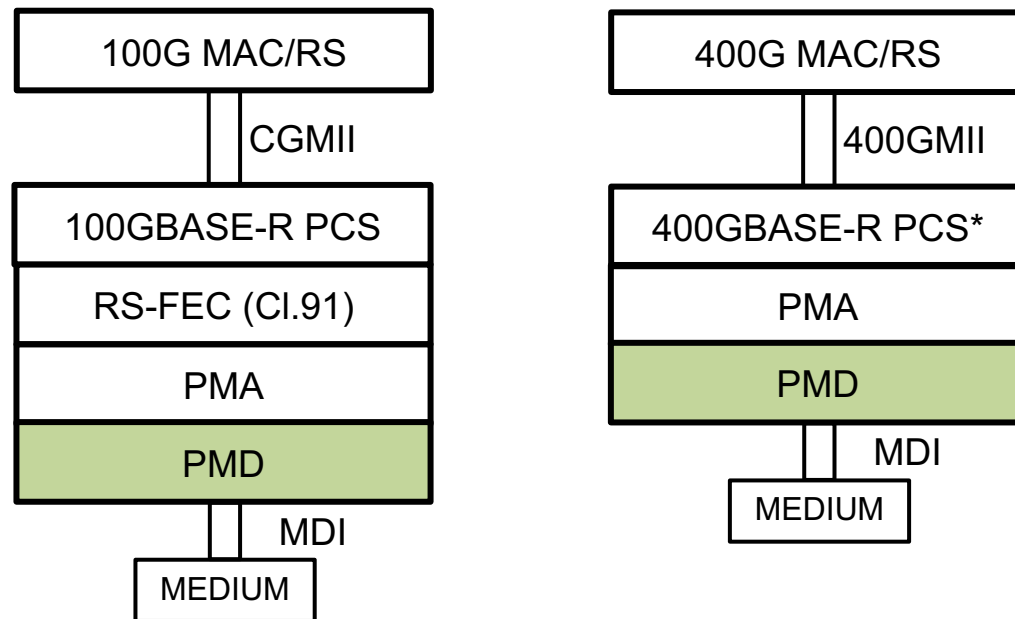 100G MAC/RS
CGMII
100GBASE-R PCS
RS-FEC (Cl.91)
PMA
PMD
MDI
MEDIUM
400G MAC/RS
400GMII
400GBASE-R PCS*
PMA
PMD
MDI
MEDIUM